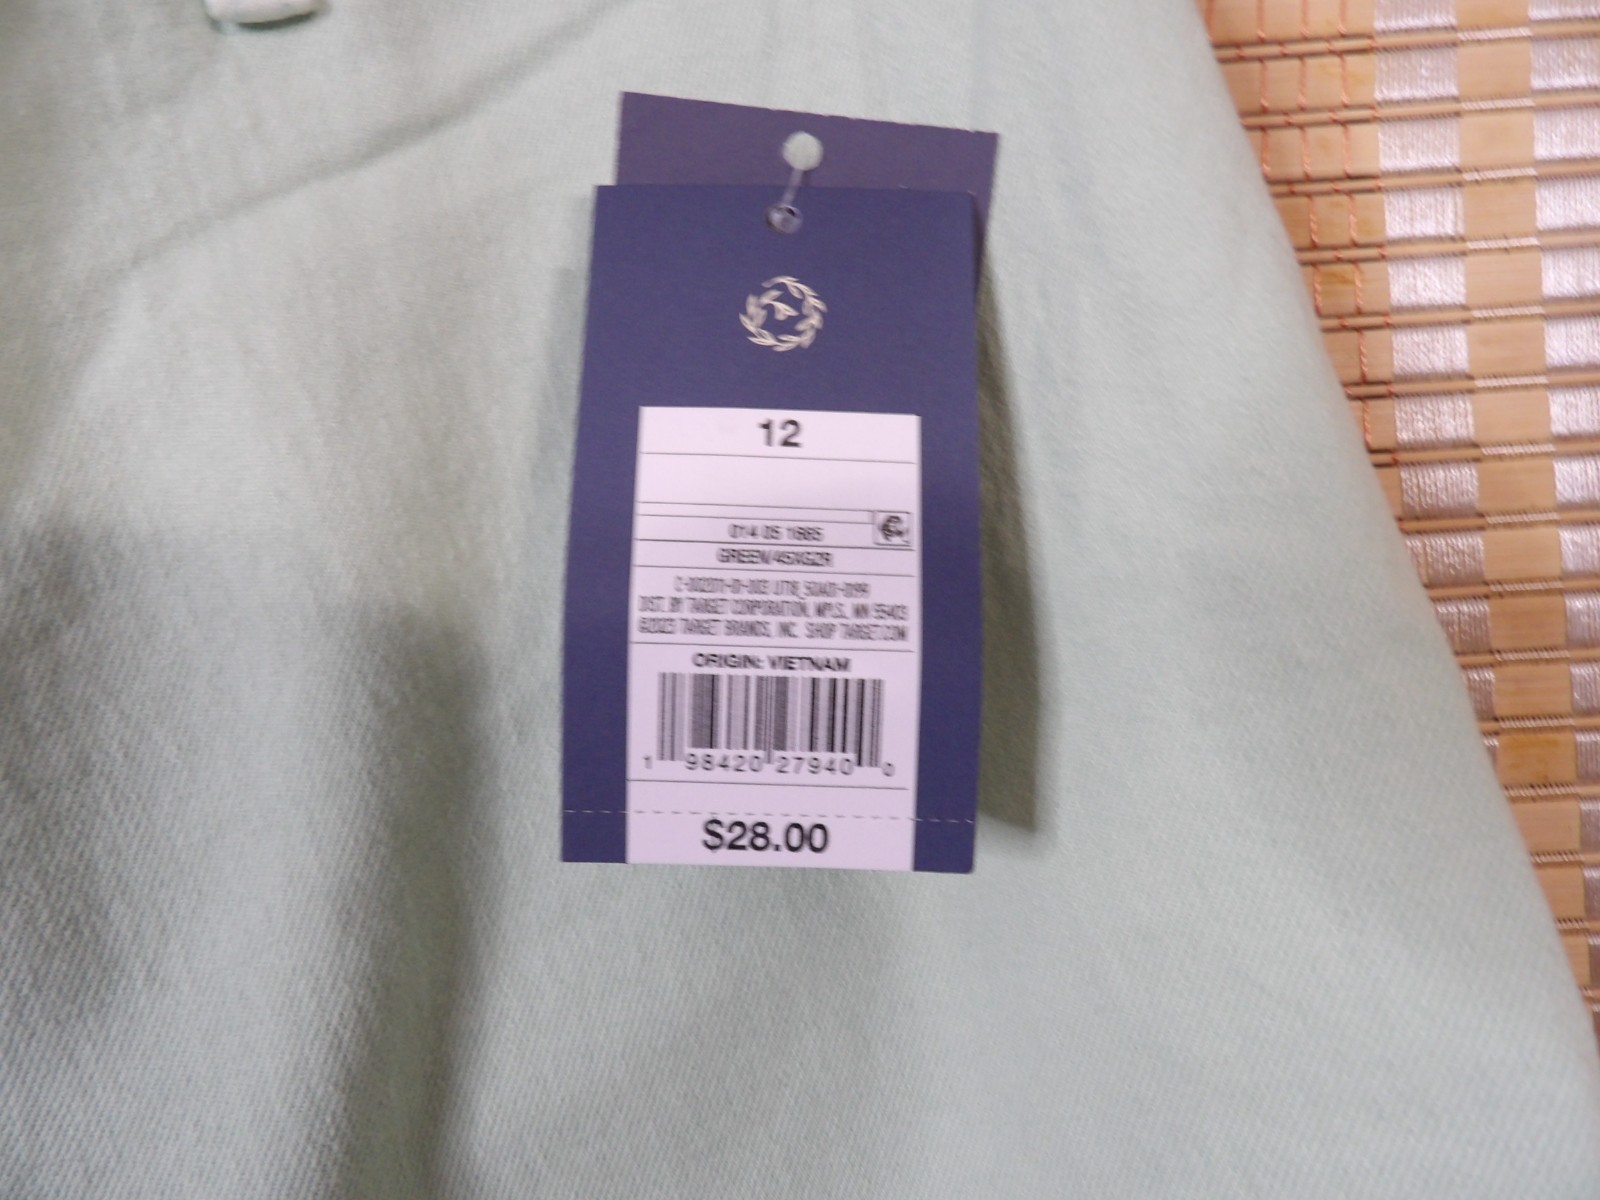 12
014 05 1665
GREEN/
DIST. BY TARGET CORPORATION, MPLS., MN 55403
©2023 TARGET BRANDS, INC. SHOP TARGET.COM
ORIGIN: VIETNAM
1 98420 27940 0
$28.00